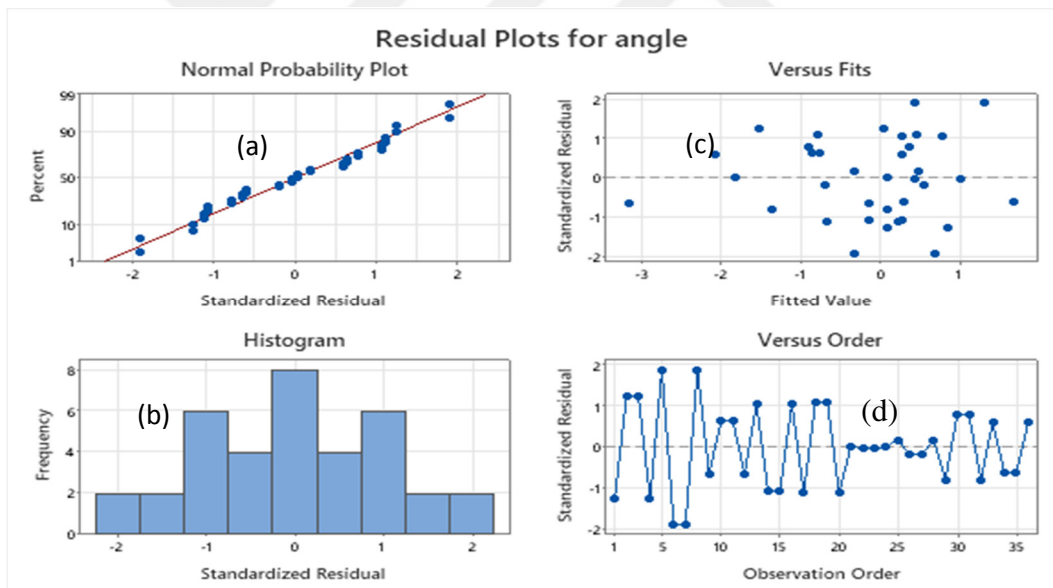 Residual Plots for angle
Normal Probability Plot
99
90
50
10
1
Percent
(a)
-2 -1 0 1 2
Standardized Residual
Versus Fits
2
1
0
-1
-2
Standardized Residual
(c)
-3 -2 -1 0 1
Fitted Value
Histogram
8
6
4
2
0
Frequency
(b)
-2 -1 0 1 2
Standardized Residual
Versus Order
2
1
0
-1
-2
Standardized Residual
(d)
1 5 10 15 20 25 30 35
Observation Order